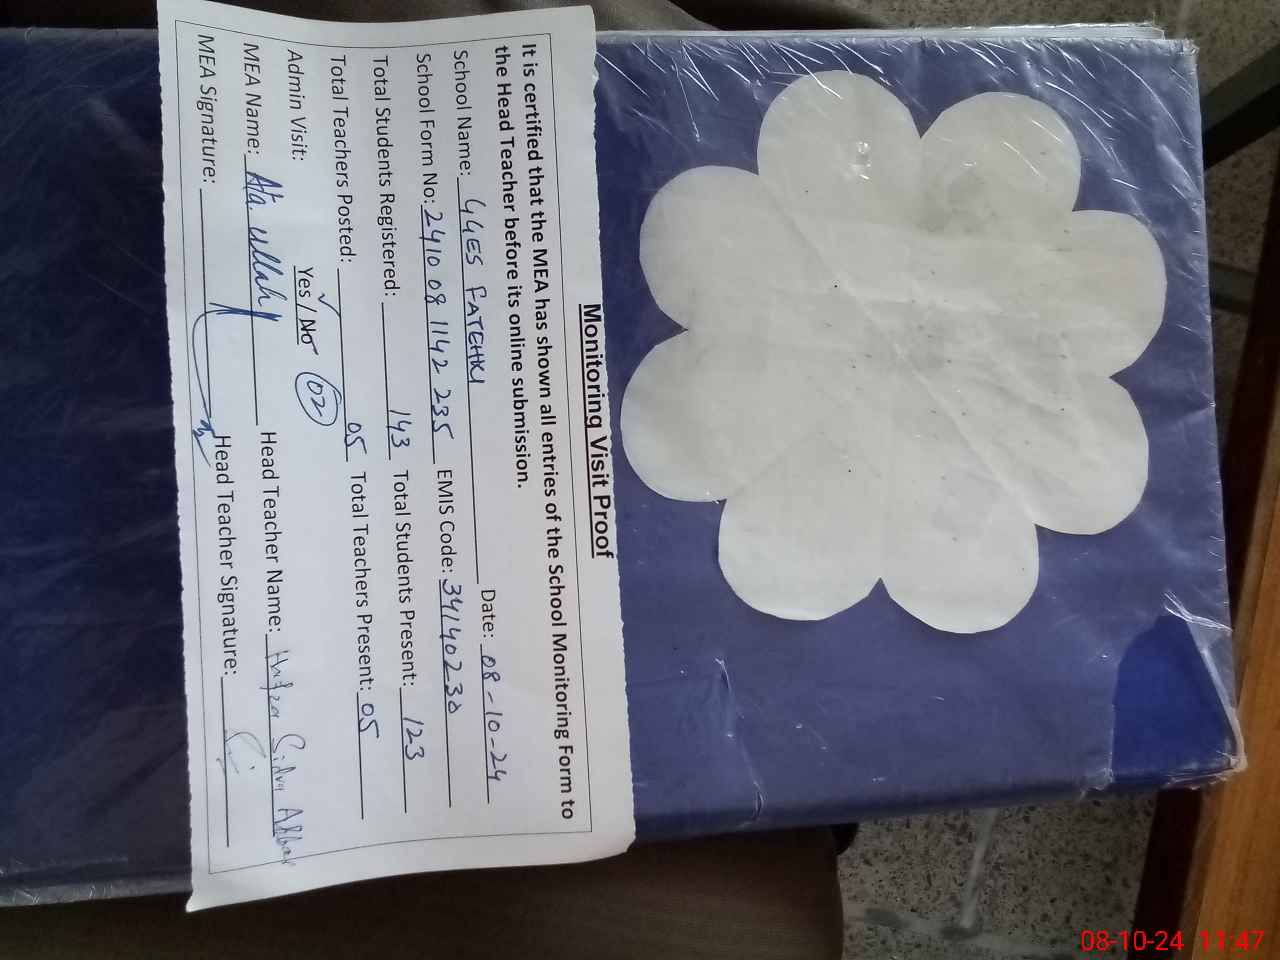 Monitoring Visit Proof
It is certified that the MEA has shown all entries of the School Monitoring Form to
the Head Teacher before its online submission.
School Name: GGES FATEHKI Date: 08-10-24
School Form No: 2410 08 1142 235 EMIS Code: 34140230
Total Students Registered: 143 Total Students Present: 123
Total Teachers Posted: 05 Total Teachers Present: 05
Admin Visit: Yes / No 02
MEA Name: Ata ullah Head Teacher Name: Akbar
MEA Signature: Head Teacher Signature:
08-10-24 11:47